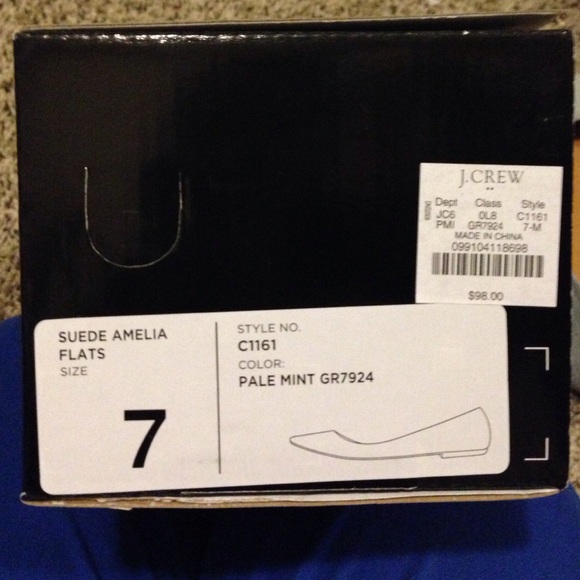 J.CREW
Dept Class Style
JC6 0L8 C1161
PMI GR7924 7-M
MADE IN CHINA
099104118698
$98.00
SUEDE AMELIA
FLATS
SIZE
7
STYLE NO.
C1161
COLOR:
PALE MINT GR7924